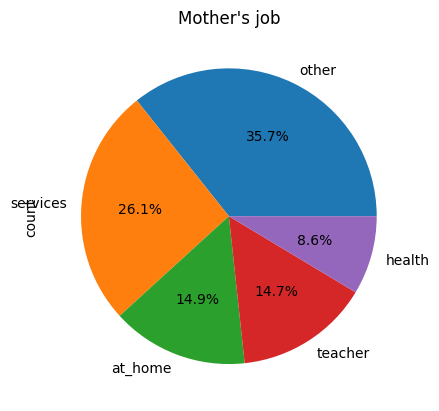 Mother's job
other
35.7%
services
26.1%
count
8.6%
health
14.9%
14.7%
teacher
at_home